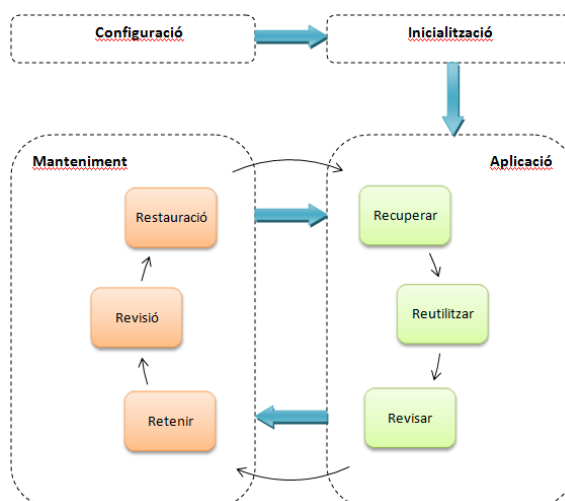 Configuració
Inicialització
Manteniment
Aplicació
Restauració
Recuperar
Revisió
Reutilitzar
Retenir
Revisar